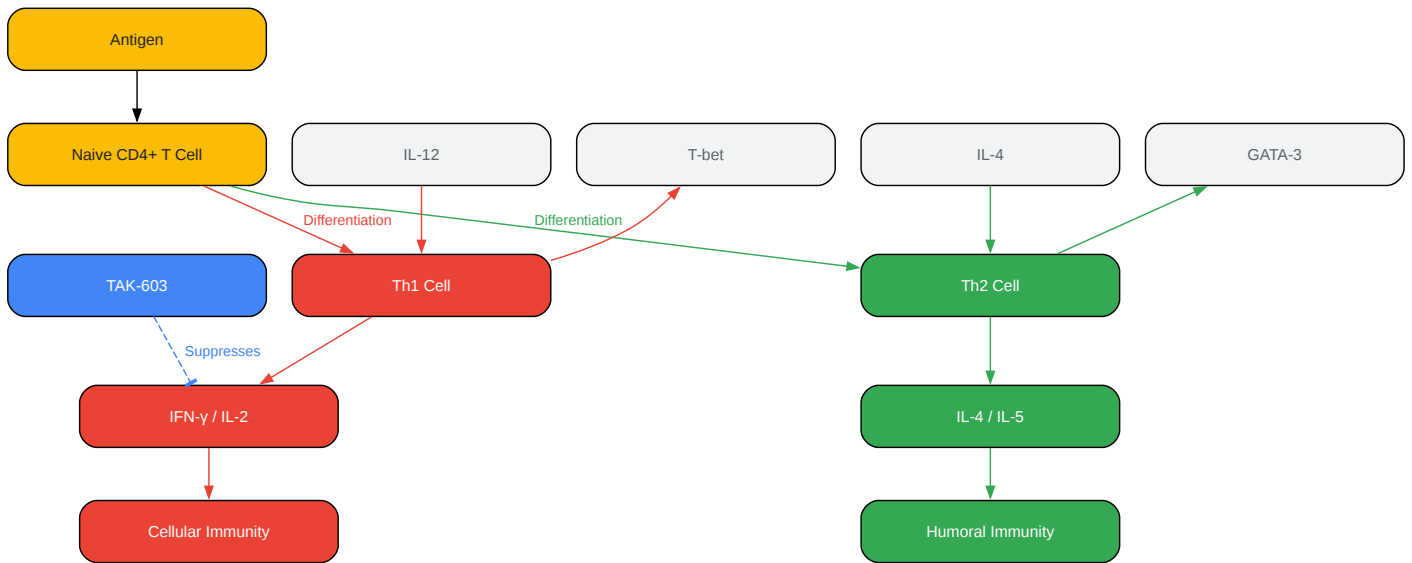 Antigen
Naive CD4+ T Cell
IL-12
T-bet
IL-4
GATA-3
Differentiation
Differentiation
TAK-603
Th1 Cell
Th2 Cell
Suppresses
IFN-γ / IL-2
IL-4 / IL-5
Cellular Immunity
Humoral Immunity